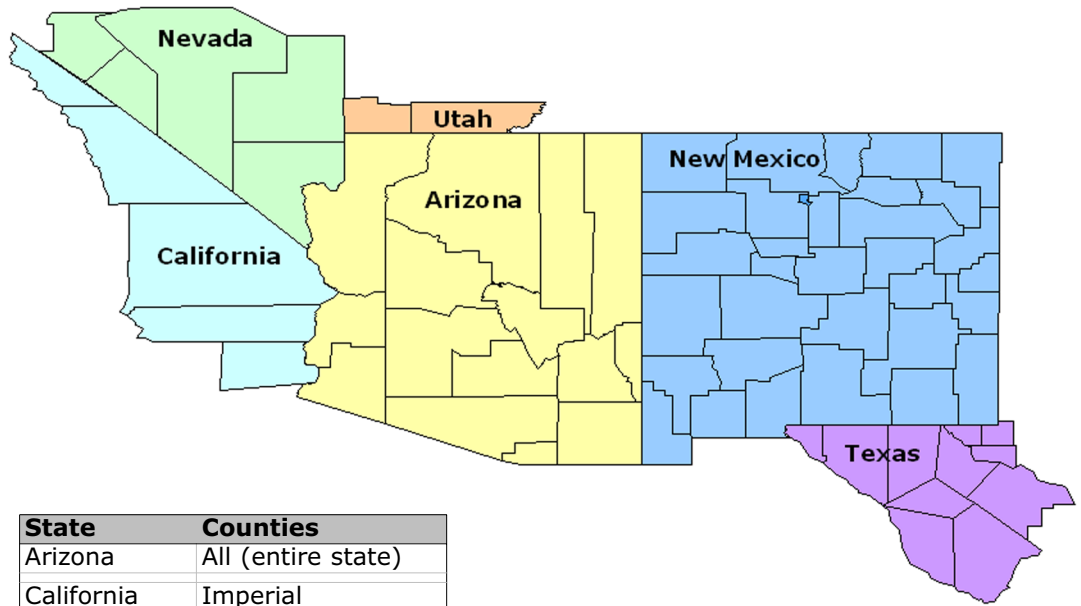 Nevada
Utah
New Mexico
Arizona
California
Texas
State Counties
Arizona All (entire state)
California Imperial